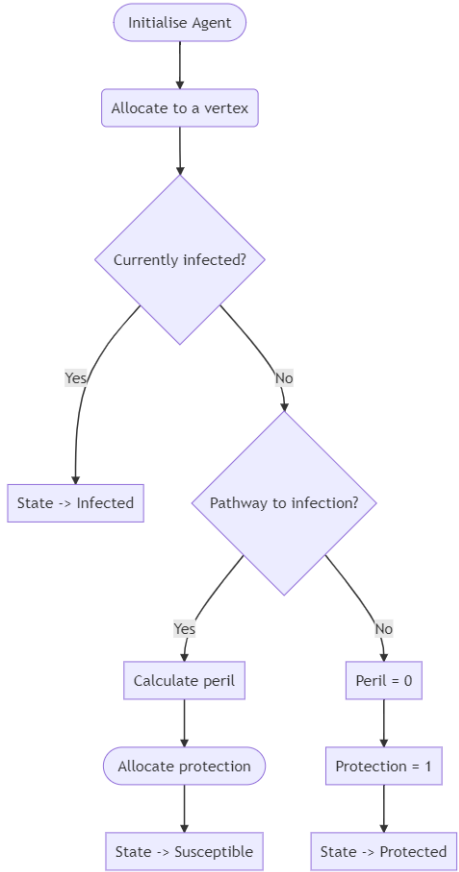 Initialise Agent
Allocate to a vertex
Currently infected?
Yes
No
State -> Infected
Pathway to infection?
Yes
No
Calculate peril
Peril = 0
Allocate protection
Protection = 1
State -> Susceptible
State -> Protected